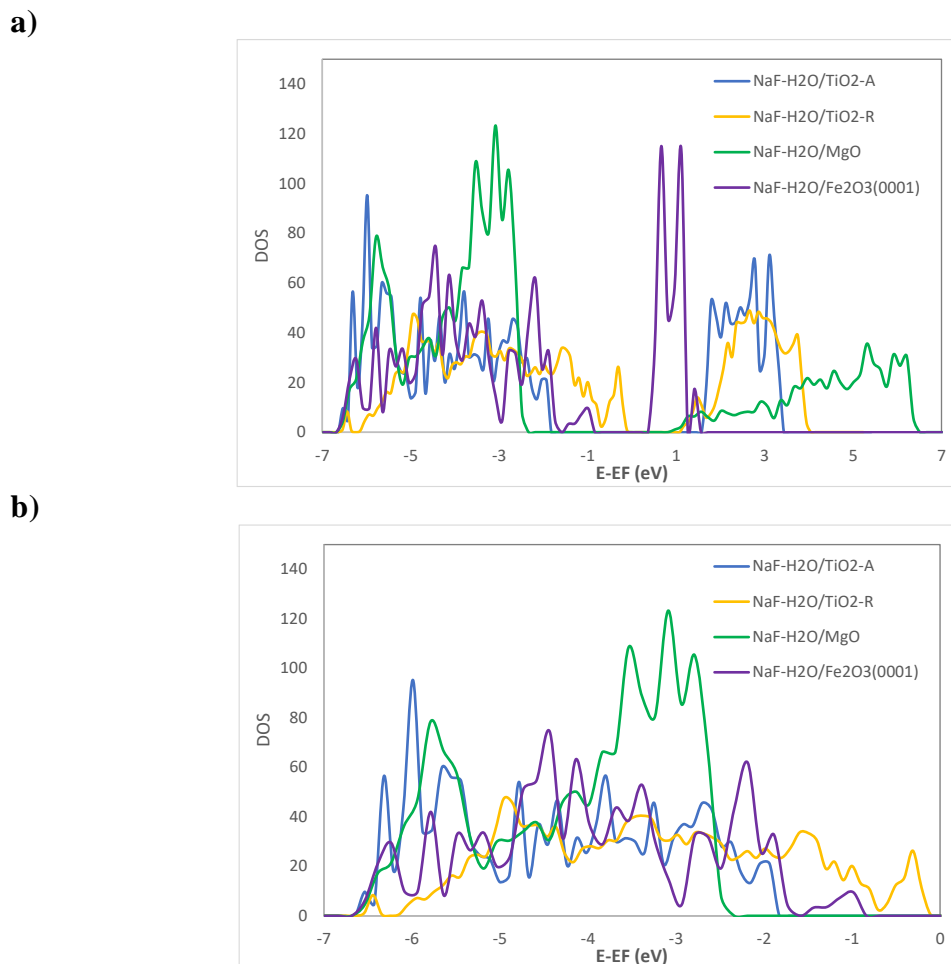 a)
140
120
100
80
60
40
20
0
DOS
-7
-5
-3
-1
1
3
5
7
E-EF (eV)
NaF-H2O/TiO2-A
NaF-H2O/TiO2-R
NaF-H2O/MgO
NaF-H2O/Fe2O3(0001)
b)
140
120
100
80
60
40
20
0
DOS
-7
-6
-5
-4
-3
-2
-1
0
E-EF (eV)
NaF-H2O/TiO2-A
NaF-H2O/TiO2-R
NaF-H2O/MgO
NaF-H2O/Fe2O3(0001)